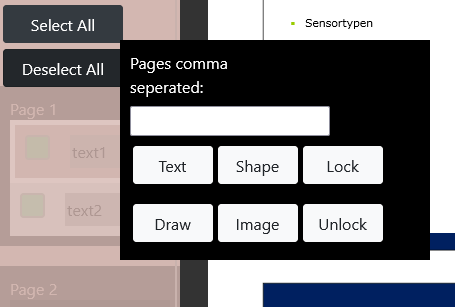 Select All
Sensortypen
Deselect All
Pages comma
seperated:
Page 1
text1
text2
Text
Shape
Lock
Draw
Image
Unlock
Page 2